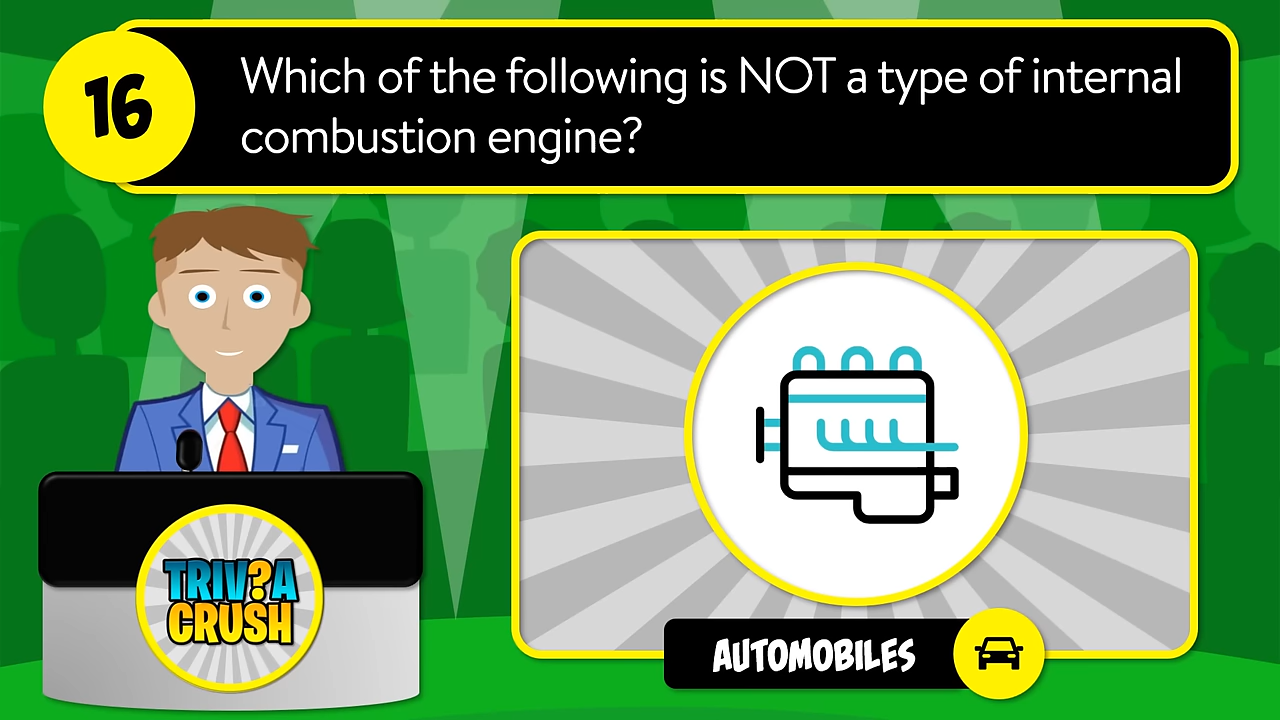 16
Which of the following is NOT a type of internal
combustion engine?
TRIV?A
CRUSH
AUTOMOBILES